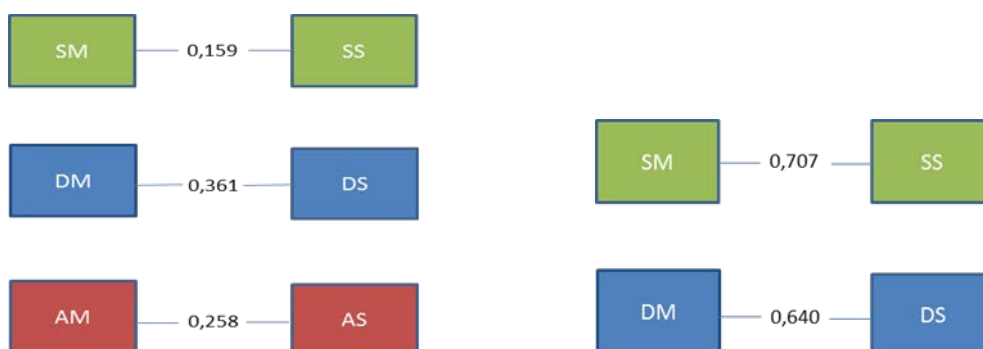 SM 0,159 SS
DM 0,361 DS
AM 0,258 AS
SM 0,707 SS
DM 0,640 DS